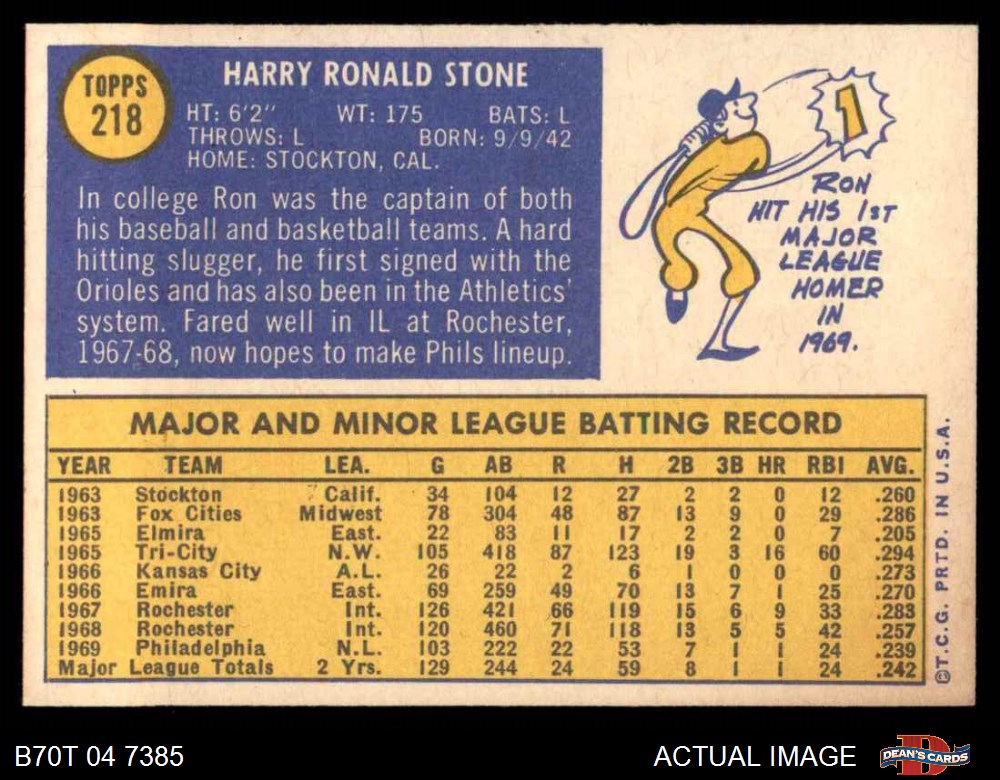 TOPPS
218
HARRY RONALD STONE
HT: 6'2" WT: 175 BATS: L
THROWS: L BORN: 9/9/42
HOME: STOCKTON, CAL.
In college Ron was the captain of both
his baseball and basketball teams. A hard
hitting slugger, he first signed with the
Orioles and has also been in the Athletics'
system. Fared well in IL at Rochester,
1967-68, now hopes to make Phils lineup.
1
RON
HIT HIS 1ST
MAJOR
LEAGUE
HOMER
IN
1969.
MAJOR AND MINOR LEAGUE BATTING RECORD
YEAR TEAM LEA. G AB R H 2B 3B HR RBI AVG.
1963 Stockton Calif. 34 104 12 27 2 2 0 12 .260
1963 Fox Cities Midwest 78 304 48 87 13 9 0 29 .286
1965 Elmira East. 22 83 11 17 2 2 0 7 .205
1965 Tri-City N.W. 105 418 87 123 19 3 16 60 .294
1966 Kansas City A.L. 26 22 2 6 1 0 0 0 .273
1966 Emira East. 69 259 49 70 13 7 1 25 .270
1967 Rochester Int. 126 421 66 119 15 6 9 33 .283
1968 Rochester Int. 120 460 71 118 13 5 5 42 .257
1969 Philadelphia N.L. 103 222 22 53 7 1 1 24 .239
Major League Totals 2 Yrs. 129 244 24 59 8 1 1 24 .242
©T.C.G. PRTD. IN U.S.A.
B70T 04 7385
ACTUAL IMAGE
DEAN'S CARDS